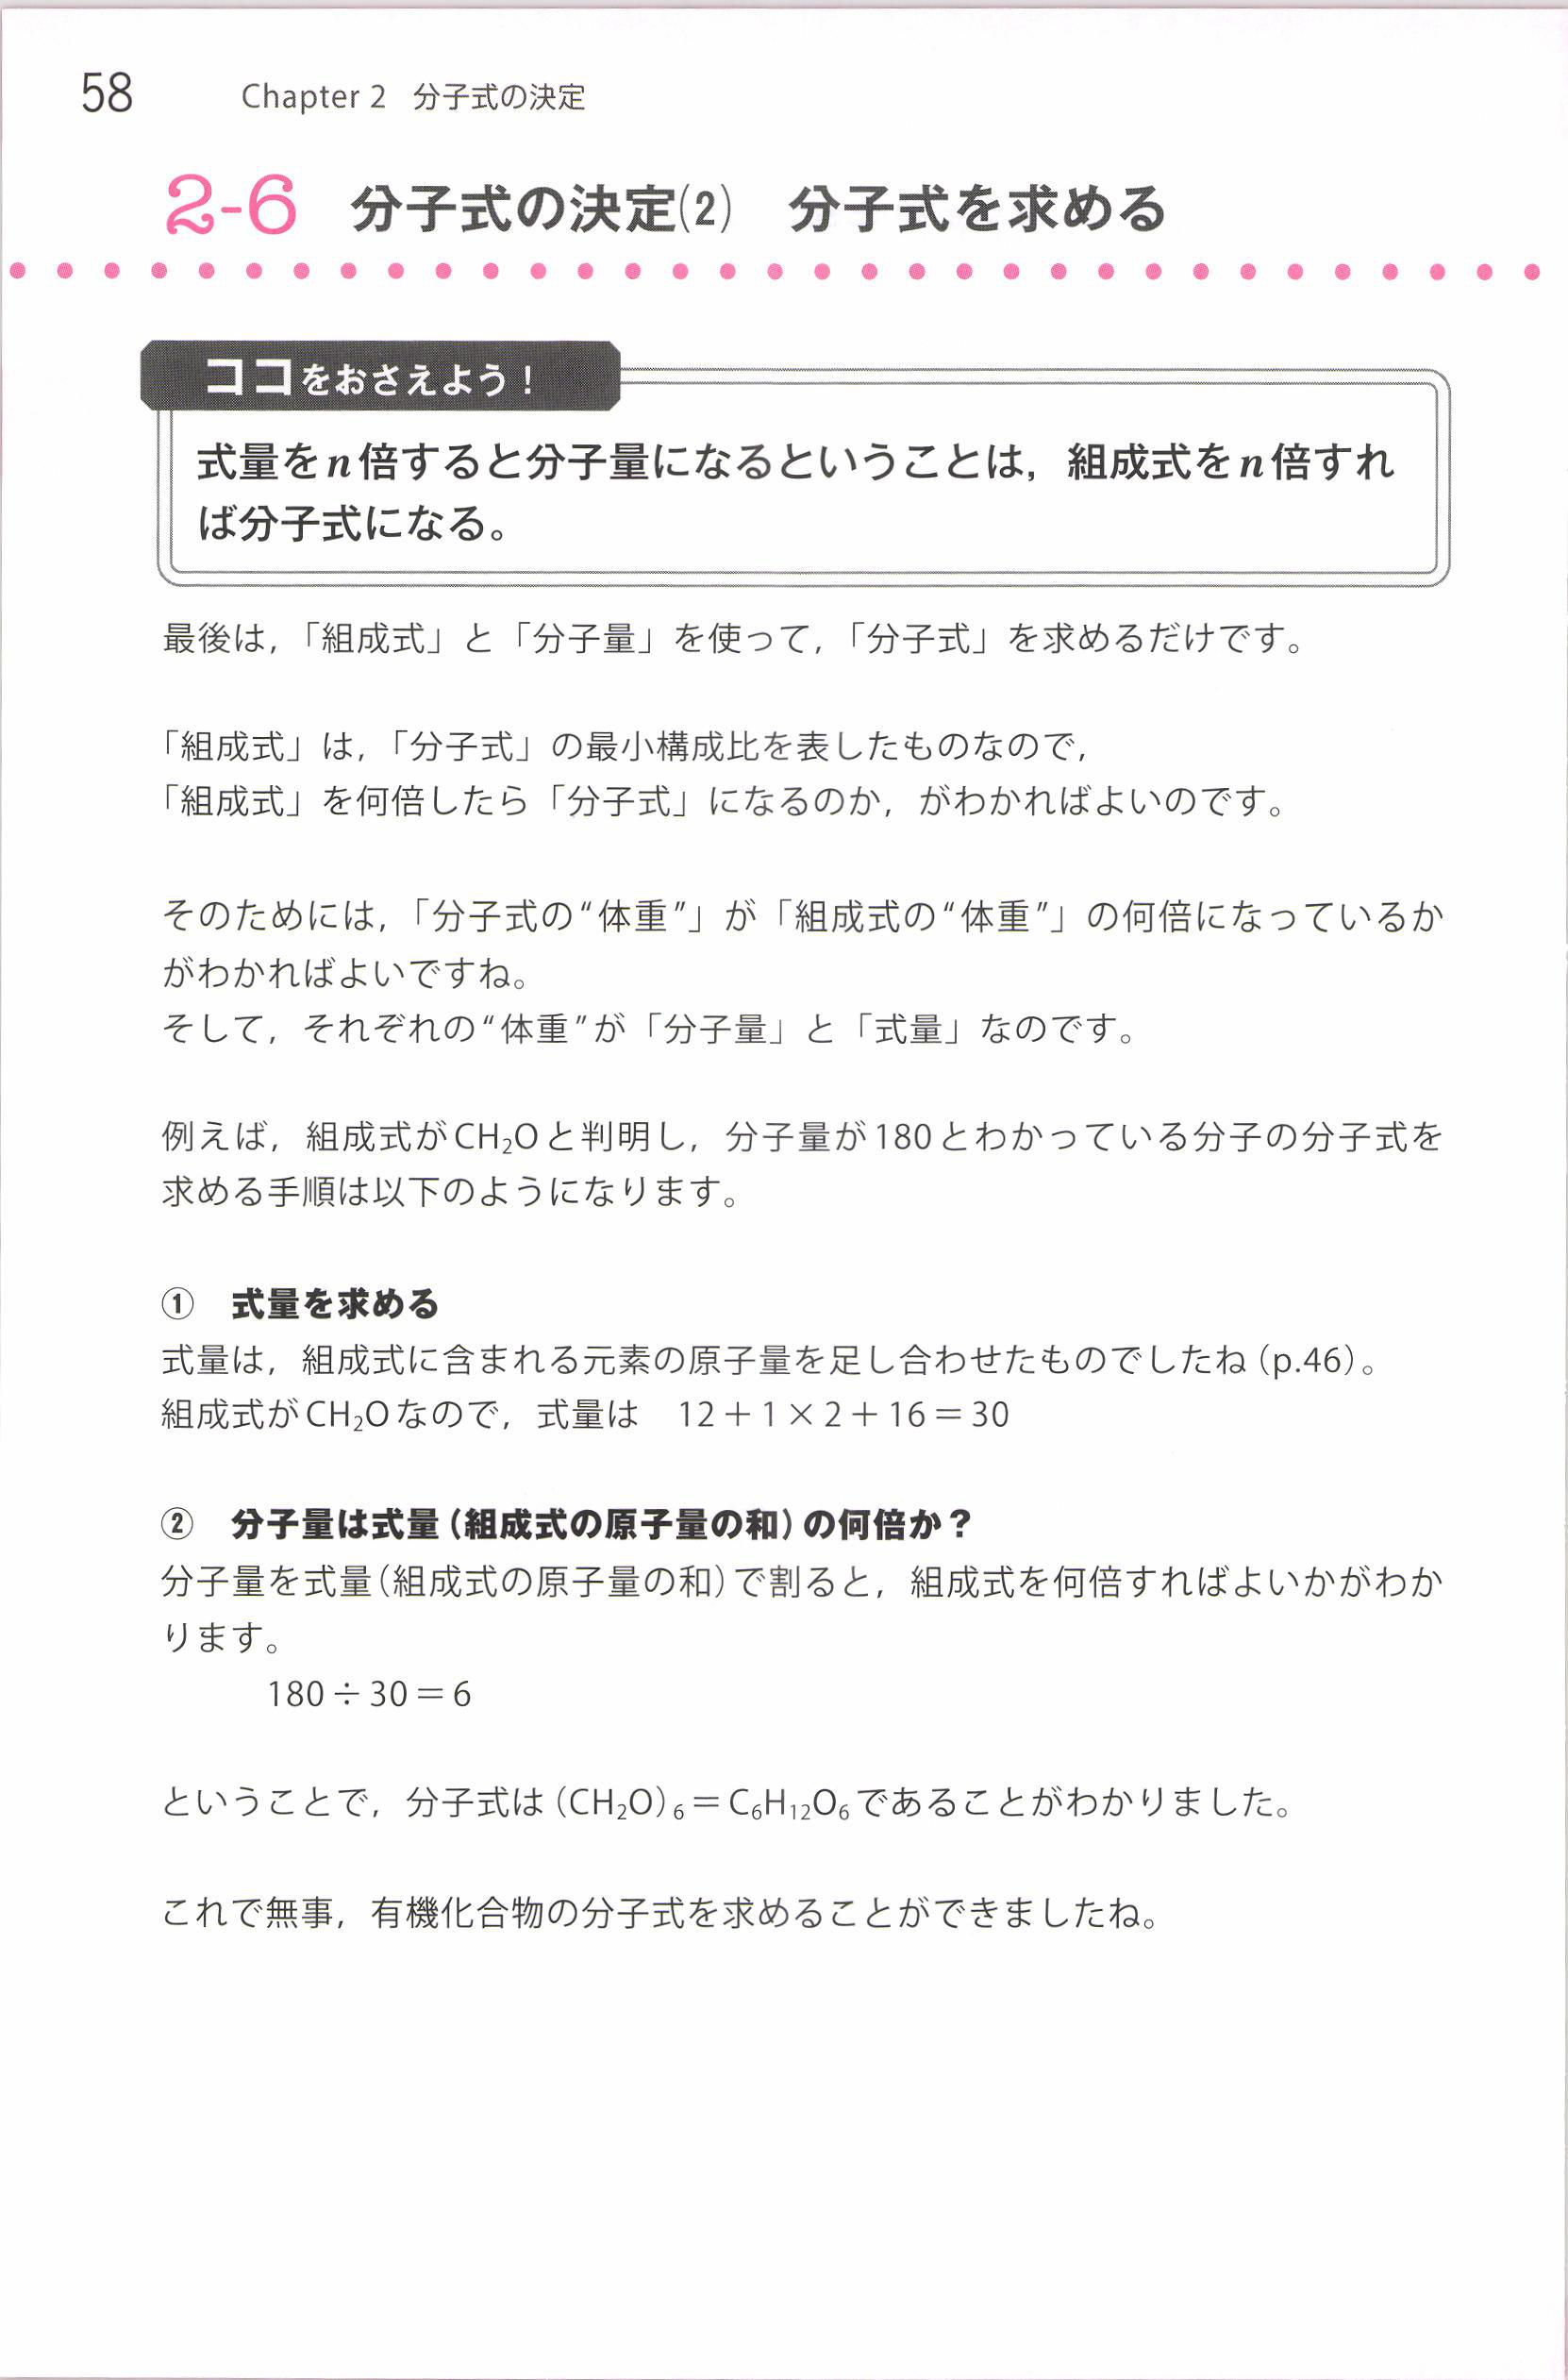 58
Chapter 2 分子式の決定
2-6 分子式の決定(2) 分子式を求める
ココをおさえよう！
式量をn倍すると分子量になるということは，組成式をn倍すれ
ば分子式になる。
最後は，「組成式」と「分子量」を使って，「分子式」を求めるだけです。
「組成式」は，「分子式」の最小構成比を表したものなので，
「組成式」を何倍したら「分子式」になるのか，がわかればよいのです。
そのためには，「分子式の“体重”」が「組成式の“体重”」の何倍になっているか
がわかればよいですね。
そして，それぞれの“体重”が「分子量」と「式量」なのです。
例えば，組成式がCH₂Oと判明し，分子量が180とわかっている分子の分子式を
求める手順は以下のようになります。
① 式量を求める
式量は，組成式に含まれる元素の原子量を足し合わせたものでしたね（p.46）。
組成式がCH₂Oなので，式量は 12＋1×2＋16＝30
② 分子量は式量（組成式の原子量の和）の何倍か？
分子量を式量（組成式の原子量の和）で割ると，組成式を何倍すればよいかがわか
ります。
180÷30＝6
ということで，分子式は（CH₂O）₆＝C₆H₁₂O₆であることがわかりました。
これで無事，有機化合物の分子式を求めることができましたね。